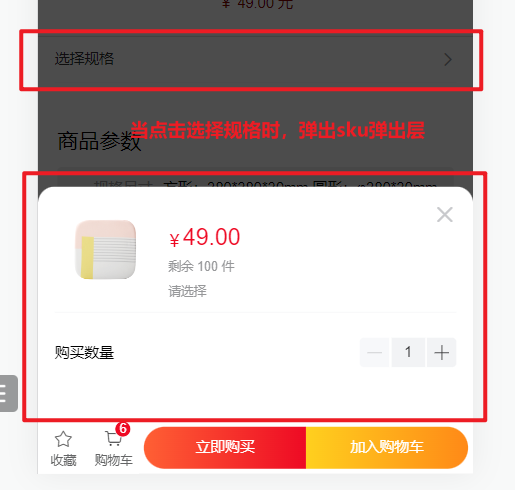 ¥ 49.00 元
选择规格
当点击选择规格时，弹出sku弹出层
商品参数
规格尺寸 方形：380*380*30mm 圆形：φ380*30mm
¥49.00
剩余 100 件
请选择
购买数量
1
6
收藏
购物车
立即购买
加入购物车